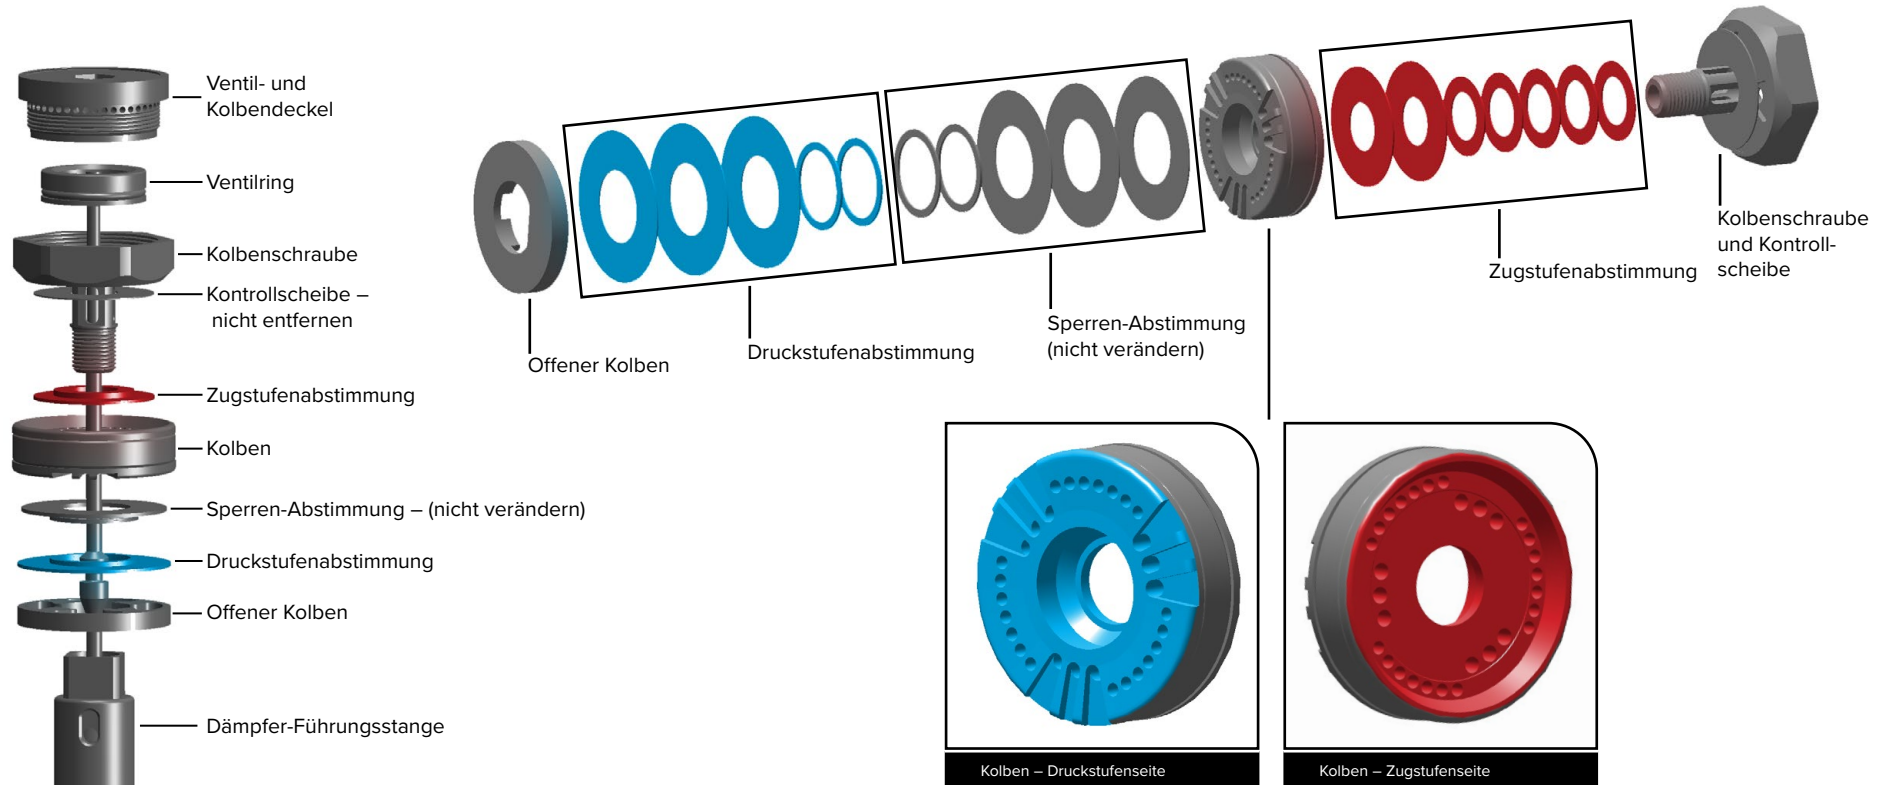 Ventil- und
Kolbendeckel
Ventilring
Kolbenschraube
Kontrollscheibe –
nicht entfernen
Zugstufenabstimmung
Kolben
Sperren-Abstimmung – (nicht verändern)
Druckstufenabstimmung
Offener Kolben
Dämpfer-Führungsstange
Offener Kolben
Druckstufenabstimmung
Sperren-Abstimmung
(nicht verändern)
Zugstufenabstimmung
Kolbenschraube
und Kontroll-
scheibe
Kolben – Druckstufenseite
Kolben – Zugstufenseite